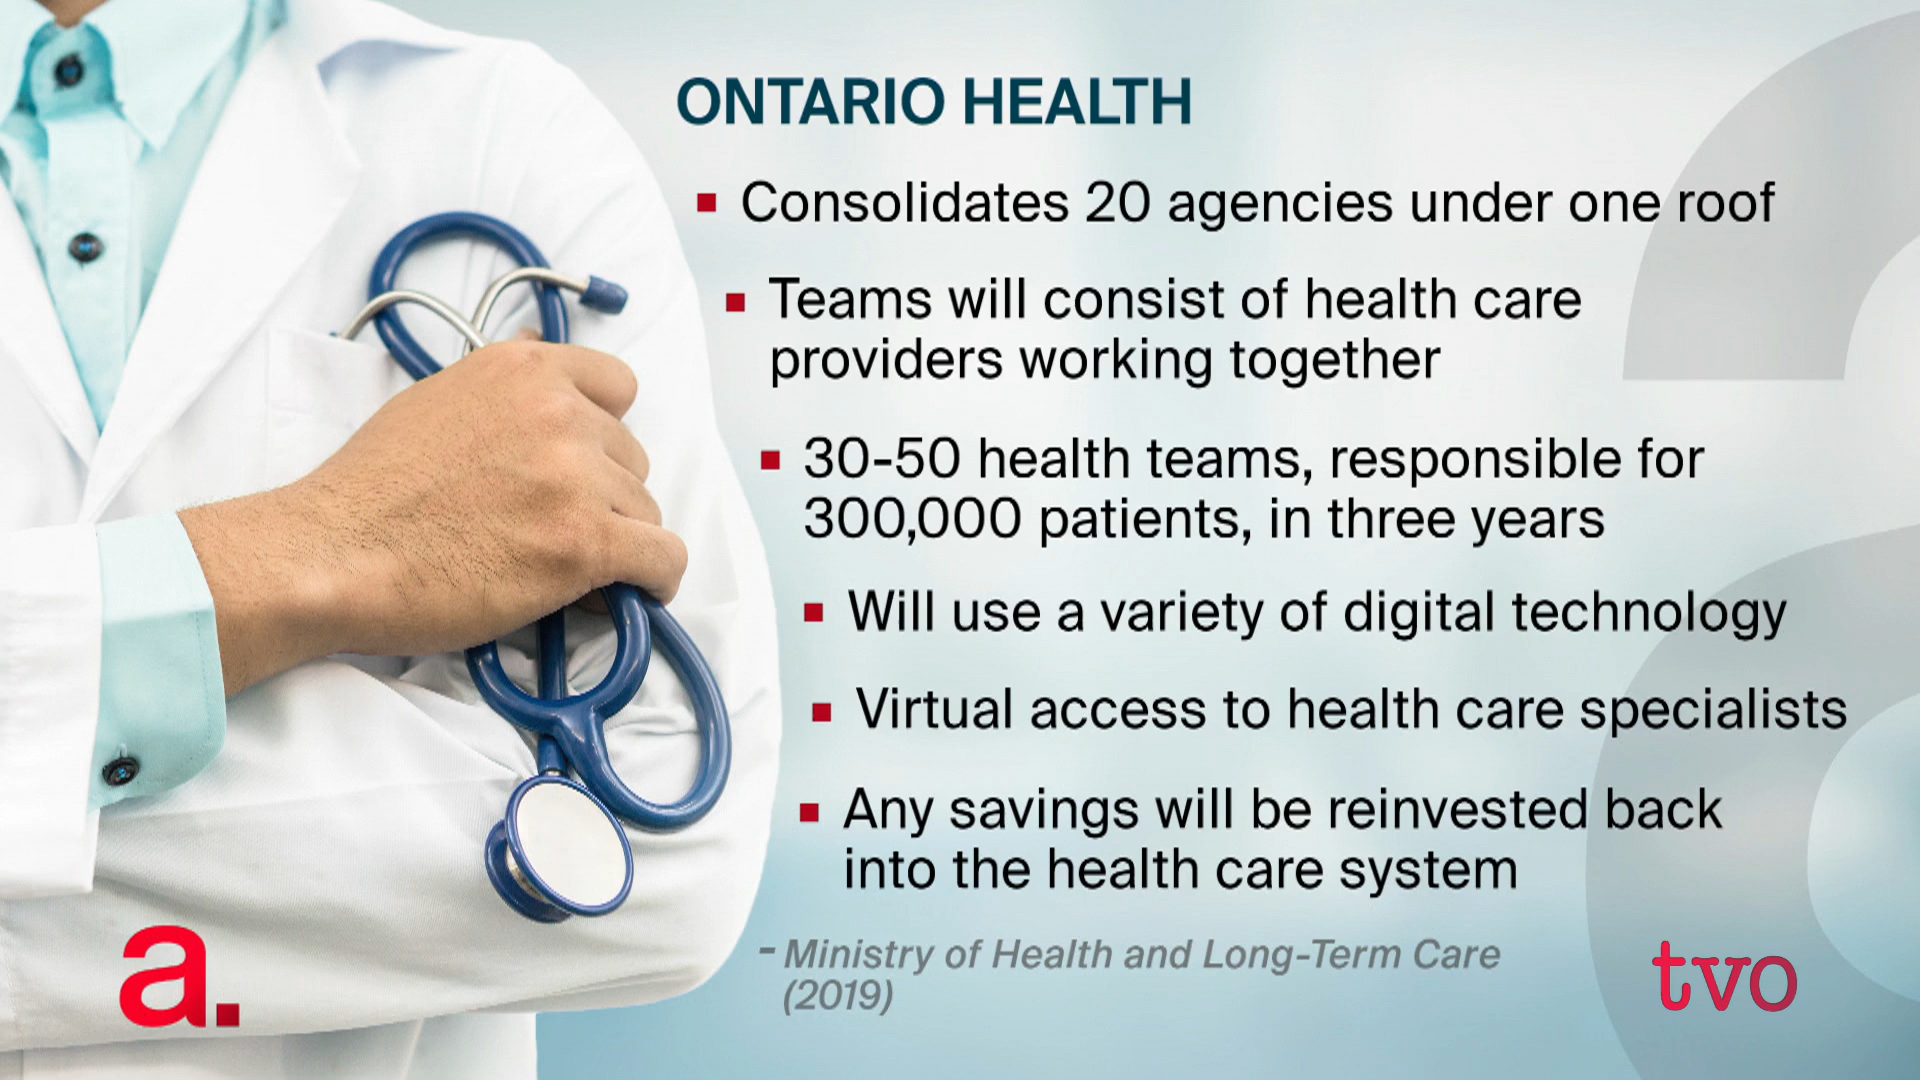 ONTARIO HEALTH
Consolidates 20 agencies under one roof
Teams will consist of health care
providers working together
30-50 health teams, responsible for
300,000 patients, in three years
Will use a variety of digital technology
Virtual access to health care specialists
Any savings will be reinvested back
into the health care system
- Ministry of Health and Long-Term Care
(2019)
a.
tvo